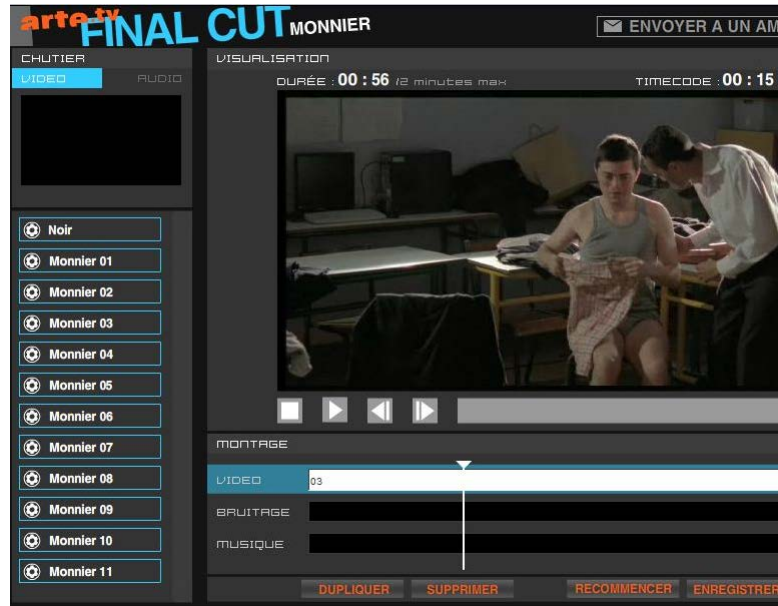 arte.tv FINAL CUT MONNIER
ENVOYER A UN AM
CHUTIER
VIDEO AUDIO
Noir
Monnier 01
Monnier 02
Monnier 03
Monnier 04
Monnier 05
Monnier 06
Monnier 07
Monnier 08
Monnier 09
Monnier 10
Monnier 11
VISUALISATION
DURÉE : 00 : 56 /2 minutes max TIMECODE : 00 : 15
MONTAGE
VIDEO 03
BRUITAGE
MUSIQUE
DUPLIQUER SUPPRIMER RECOMMENCER ENREGISTRER